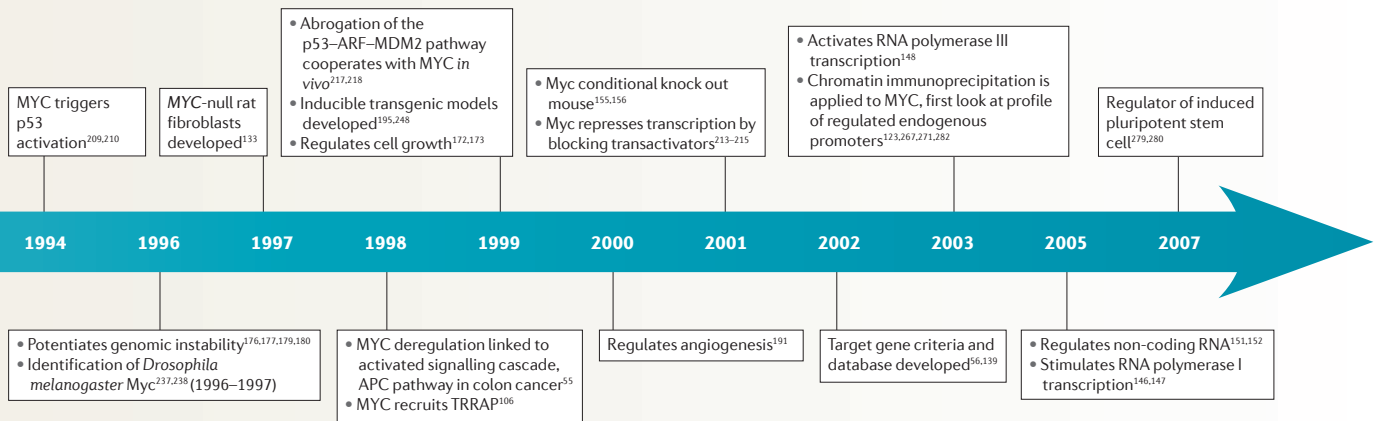 MYC triggers
p53
activation209,210
MYC-null rat
fibroblasts
developed133
• Abrogation of the
p53–ARF–MDM2 pathway
cooperates with MYC in
vivo217,218
• Inducible transgenic models
developed195,248
• Regulates cell growth172,173
• Myc conditional knock out
mouse155,156
• Myc represses transcription by
blocking transactivators213–215
• Activates RNA polymerase III
transcription148
• Chromatin immunoprecipitation is
applied to MYC, first look at profile
of regulated endogenous
promoters123,267,271,282
Regulator of induced
pluripotent stem
cell279,280
1994 1996 1997 1998 1999 2000 2001 2002 2003 2005 2007
• Potentiates genomic instability176,177,179,180
• Identification of Drosophila
melanogaster Myc237,238 (1996–1997)
• MYC deregulation linked to
activated signalling cascade,
APC pathway in colon cancer55
• MYC recruits TRRAP106
Regulates angiogenesis191
Target gene criteria and
database developed56,139
• Regulates non-coding RNA151,152
• Stimulates RNA polymerase I
transcription146,147